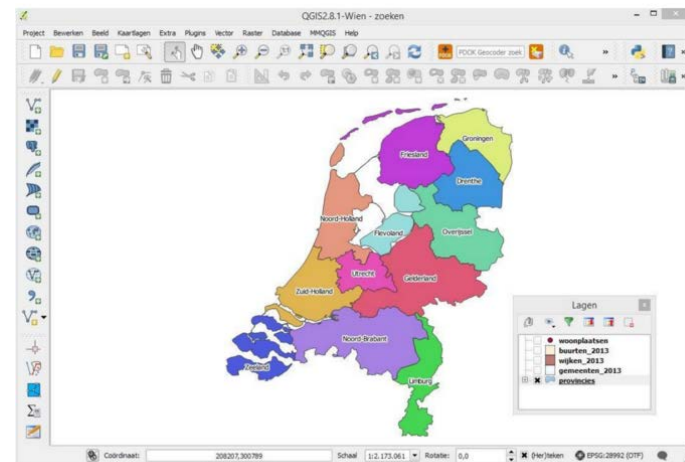 QGIS2.8.1-Wien - zoeken
Project Bewerken Beeld Kaartlagen Extra Plugins Vector Raster Database MMQGIS Help
PDOK Geocoder zoek
Groningen
Friesland
Drenthe
Noord-Holland
Flevoland
Overijssel
Utrecht
Gelderland
Zuid-Holland
Noord-Brabant
Zeeland
Limburg
Lagen
woonplaatsen
buurten_2013
wijken_2013
gemeenten_2013
provincies
Coördinaat: 208207,300789 Schaal 1:2.173.061 Rotatie: 0,0 (Her)teken EPSG:28992 (OTF)